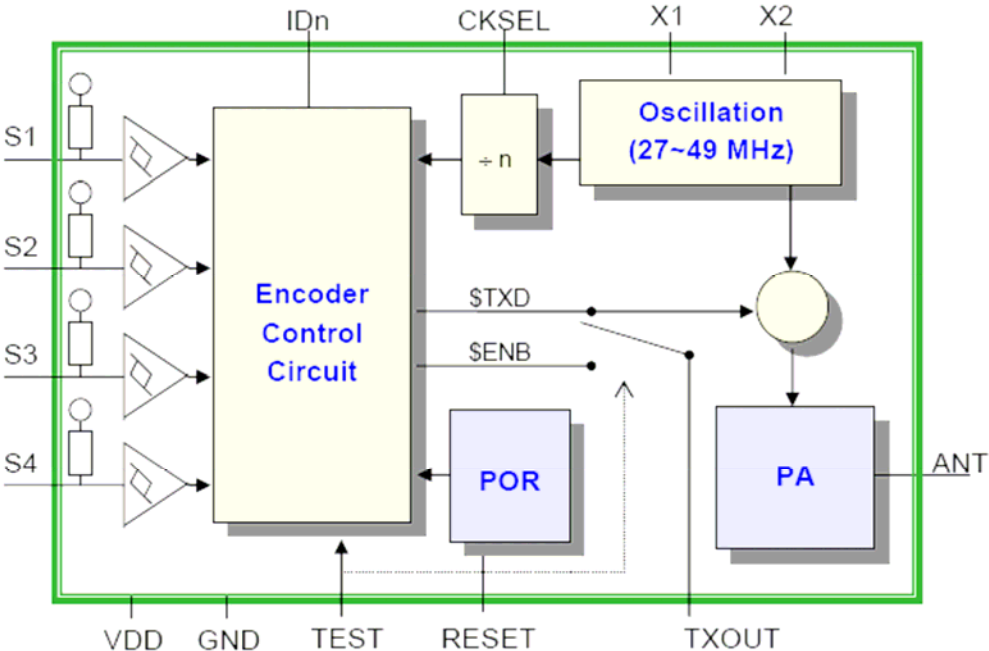 IDn
CKSEL
X1
X2
S1
S2
S3
S4
Oscillation
(27~49 MHz)
÷ n
Encoder
Control
Circuit
$TXD
$ENB
POR
PA
ANT
VDD
GND
TEST
RESET
TXOUT